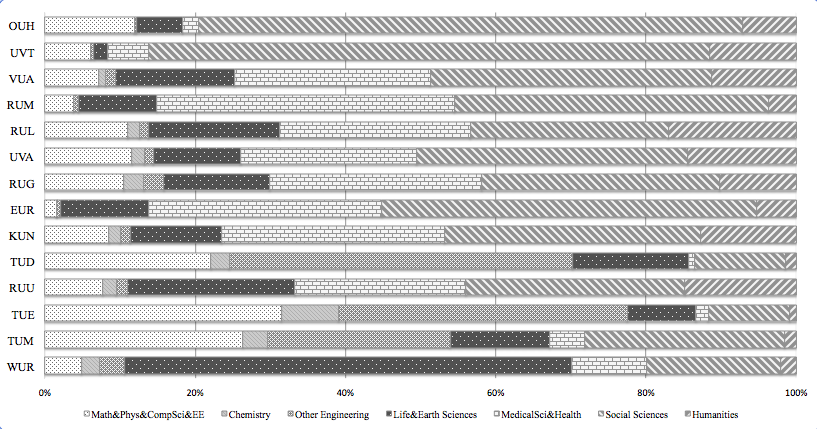 OUH
UVT
VUA
RUM
RUL
UVA
RUG
EUR
KUN
TUD
RUU
TUE
TUM
WUR
0% 20% 40% 60% 80% 100%
Math&Phys&CompSci&EE Chemistry Other Engineering Life&Earth Sciences MedicalSci&Health Social Sciences Humanities